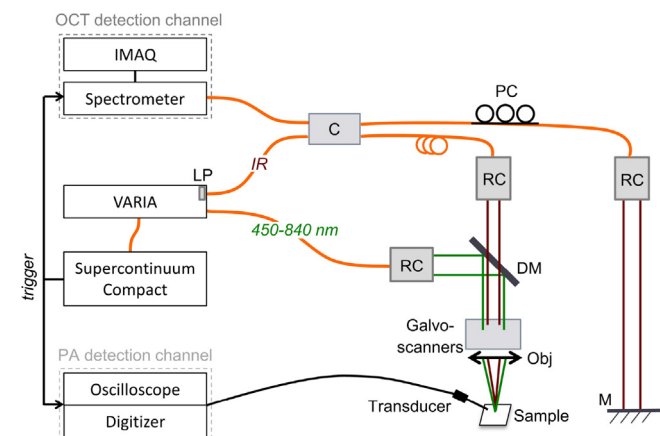 OCT detection channel
IMAQ
Spectrometer
PC
C
LP
IR
RC
RC
VARIA
450-840 nm
trigger
Supercontinuum
Compact
RC
DM
Galvo-
scanners
Obj
PA detection channel
Oscilloscope
Digitizer
Transducer
Sample
M